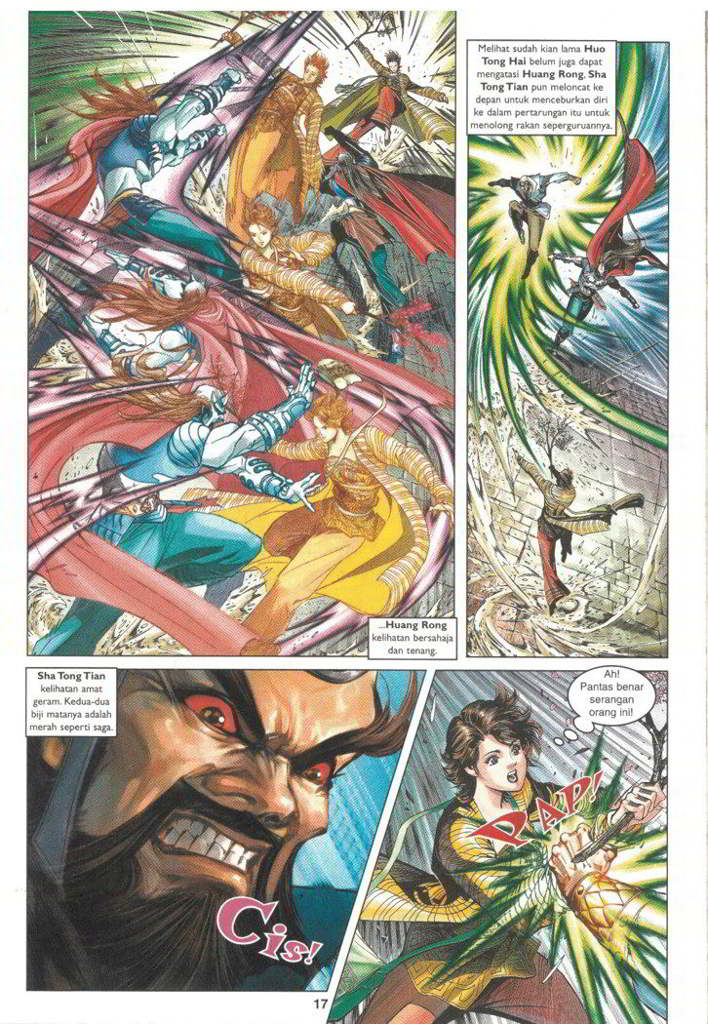 Melihat sudah kian lama Huo
Tong Hai belum juga dapat
mengatasi Huang Rong, Sha
Tong Tian pun meloncat ke
depan untuk menceburkan diri
ke dalam pertarungan itu untuk
menolong rakan seperguruannya.
...Huang Rong
kelihatan bersahaja
dan tenang.
Sha Tong Tian
kelihatan amat
geram. Kedua-dua
biji matanya adalah
merah seperti saga.
Cis!
Ah!
Pantas benar
serangan
orang ini!
PAP!
17